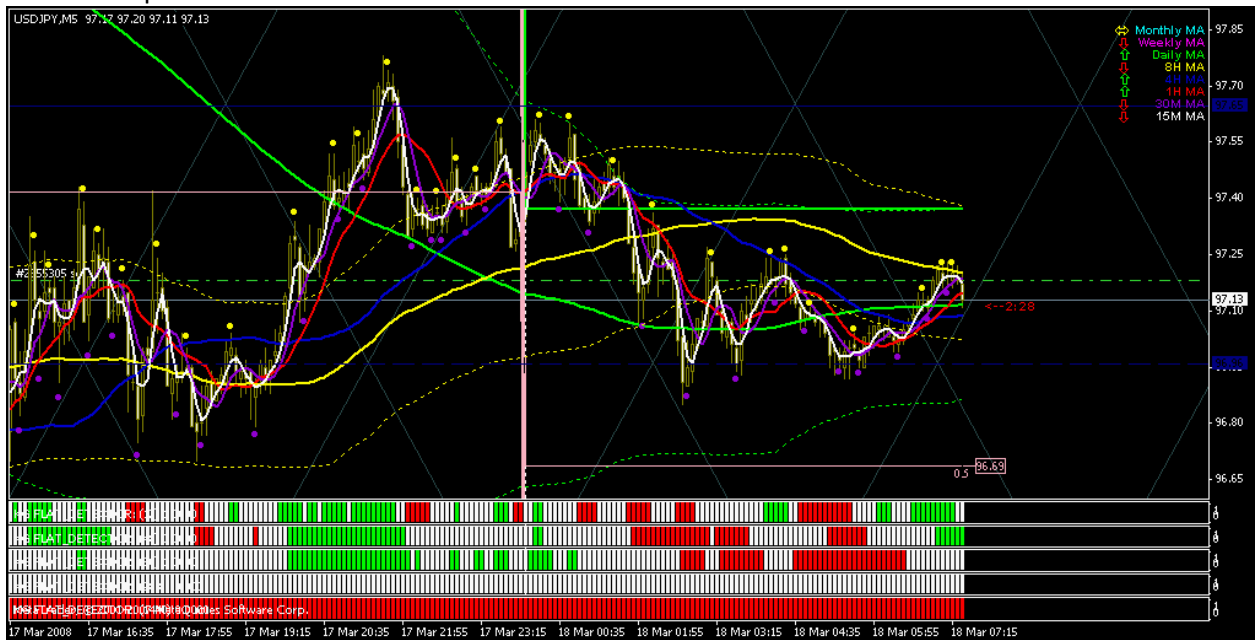 USDJPY,M5 97.17 97.20 97.11 97.13
Monthly MA
Weekly MA
Daily MA
8H MA
4H MA
1H MA
30M MA
15M MA
97.85
97.70
97.65
97.55
97.40
97.25
97.13
97.10
96.80
96.65
<--2:28
96.69
0.5
Software Corp.
17 Mar 2008
17 Mar 16:35
17 Mar 17:55
17 Mar 19:15
17 Mar 20:35
17 Mar 21:55
17 Mar 23:15
18 Mar 00:35
18 Mar 01:55
18 Mar 03:15
18 Mar 04:35
18 Mar 05:55
18 Mar 07:15